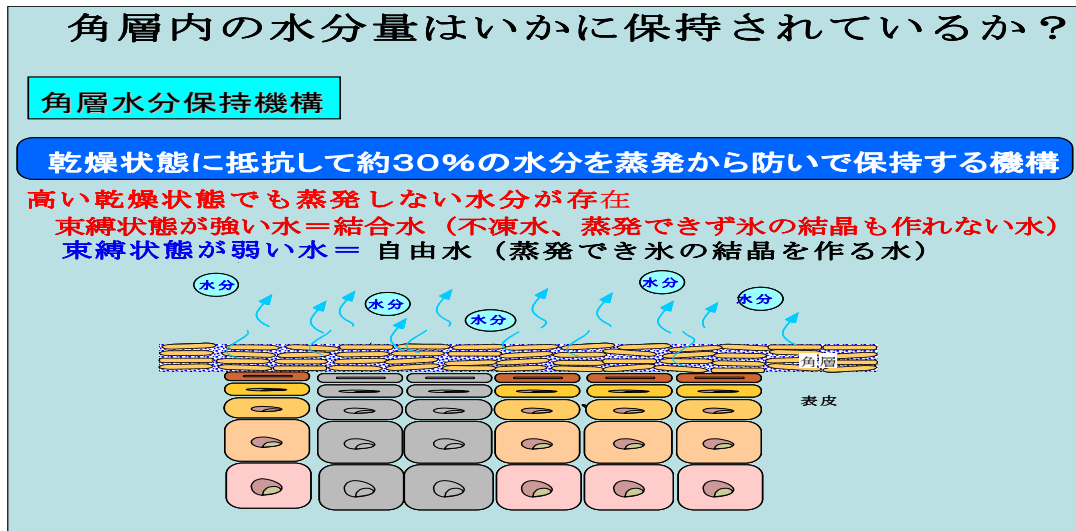 角層内の水分量はいかに保持されているか？
角層水分保持機構
乾燥状態に抵抗して約30%の水分を蒸発から防いで保持する機構
高い乾燥状態でも蒸発しない水分が存在
束縛状態が強い水＝結合水（不凍水、蒸発できず氷の結晶も作れない水）
束縛状態が弱い水＝ 自由水（蒸発でき氷の結晶を作る水）
水分
水分
水分
水分
水分
角層
表皮